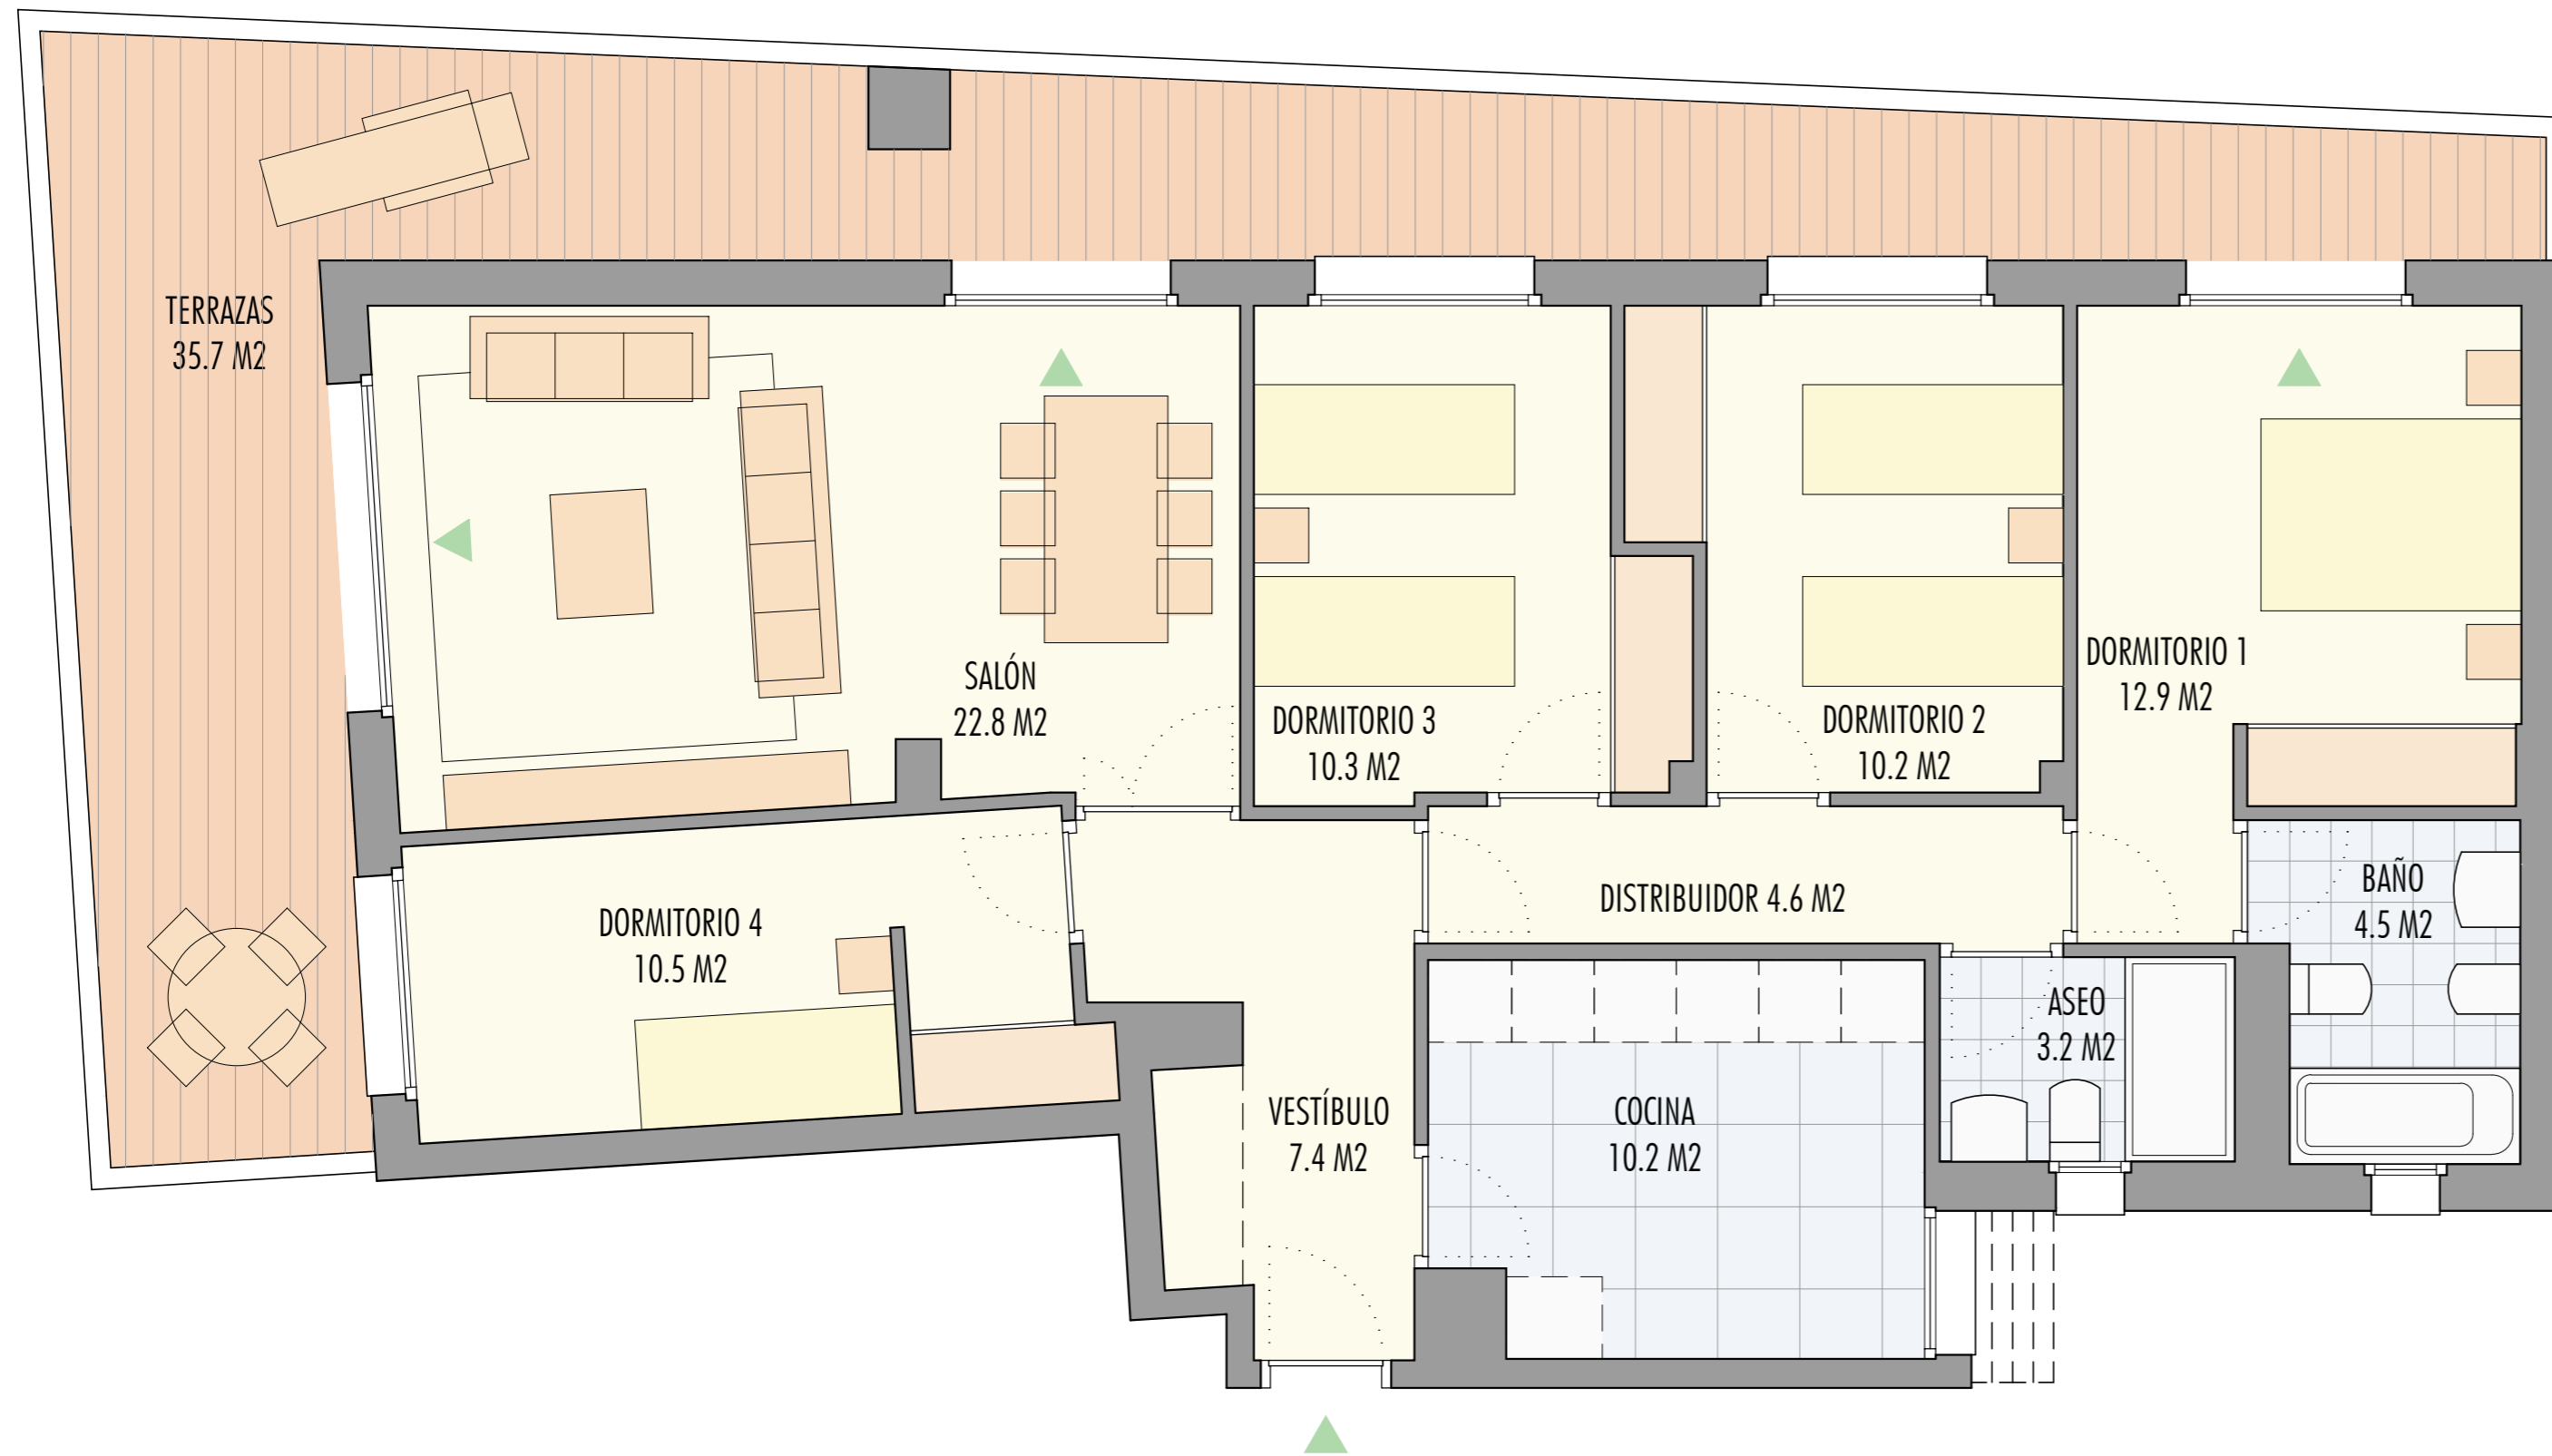 TERRAZAS
35.7 M2
SALÓN
22.8 M2
DORMITORIO 3
10.3 M2
DORMITORIO 2
10.2 M2
DORMITORIO 1
12.9 M2
DORMITORIO 4
10.5 M2
DISTRIBUIDOR 4.6 M2
BAÑO
4.5 M2
ASEO
3.2 M2
VESTÍBULO
7.4 M2
COCINA
10.2 M2